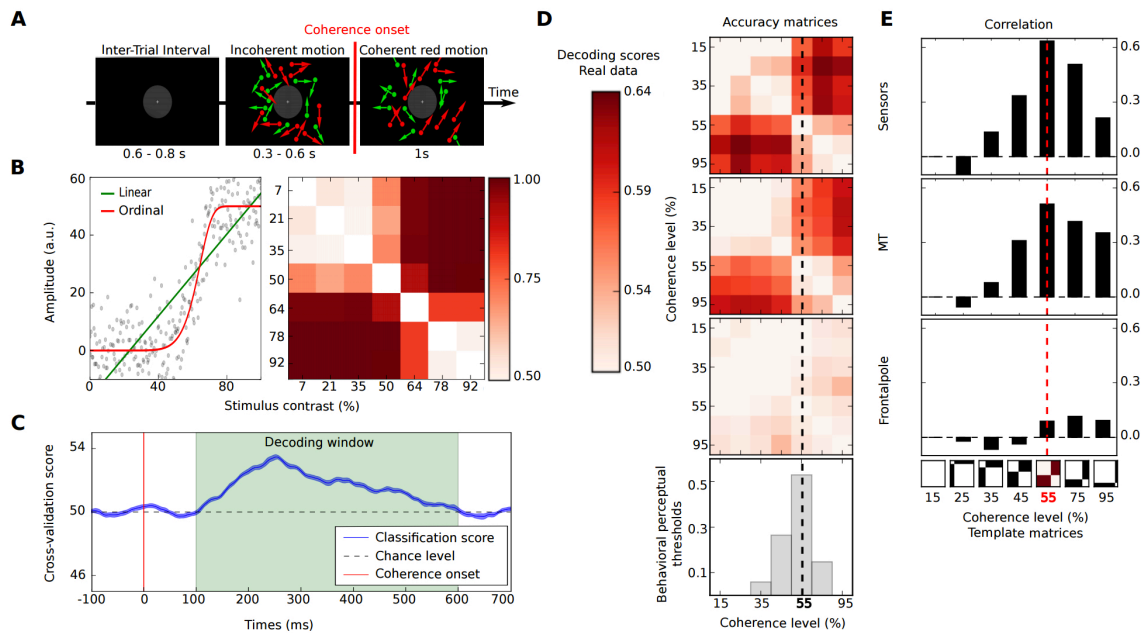 A
Coherence onset
Inter-Trial Interval
Incoherent motion
Coherent red motion
Time
0.6 - 0.8 s
0.3 - 0.6 s
1s
B
Amplitude (a.u.)
60
40
20
0
Linear
Ordinal
0
40
80
7
21
35
50
64
78
92
7
21
35
50
64
78
92
1.00
0.75
0.50
Stimulus contrast (%)
C
Cross-validation score
54
50
46
Decoding window
Classification score
Chance level
Coherence onset
-100
0
100
200
300
400
500
600
700
Times (ms)
D
Accuracy matrices
Decoding scores
Real data
0.64
0.59
0.54
0.50
Coherence level (%)
15
35
55
95
15
35
55
95
15
35
55
95
Behavioral perceptual
thresholds
0.5
0.3
0.1
15
35
55
95
Coherence level (%)
E
Correlation
Sensors
0.6
0.0
MT
0.6
0.0
Frontalpole
0.6
0.0
15
25
35
45
55
75
95
Coherence level (%)
Template matrices